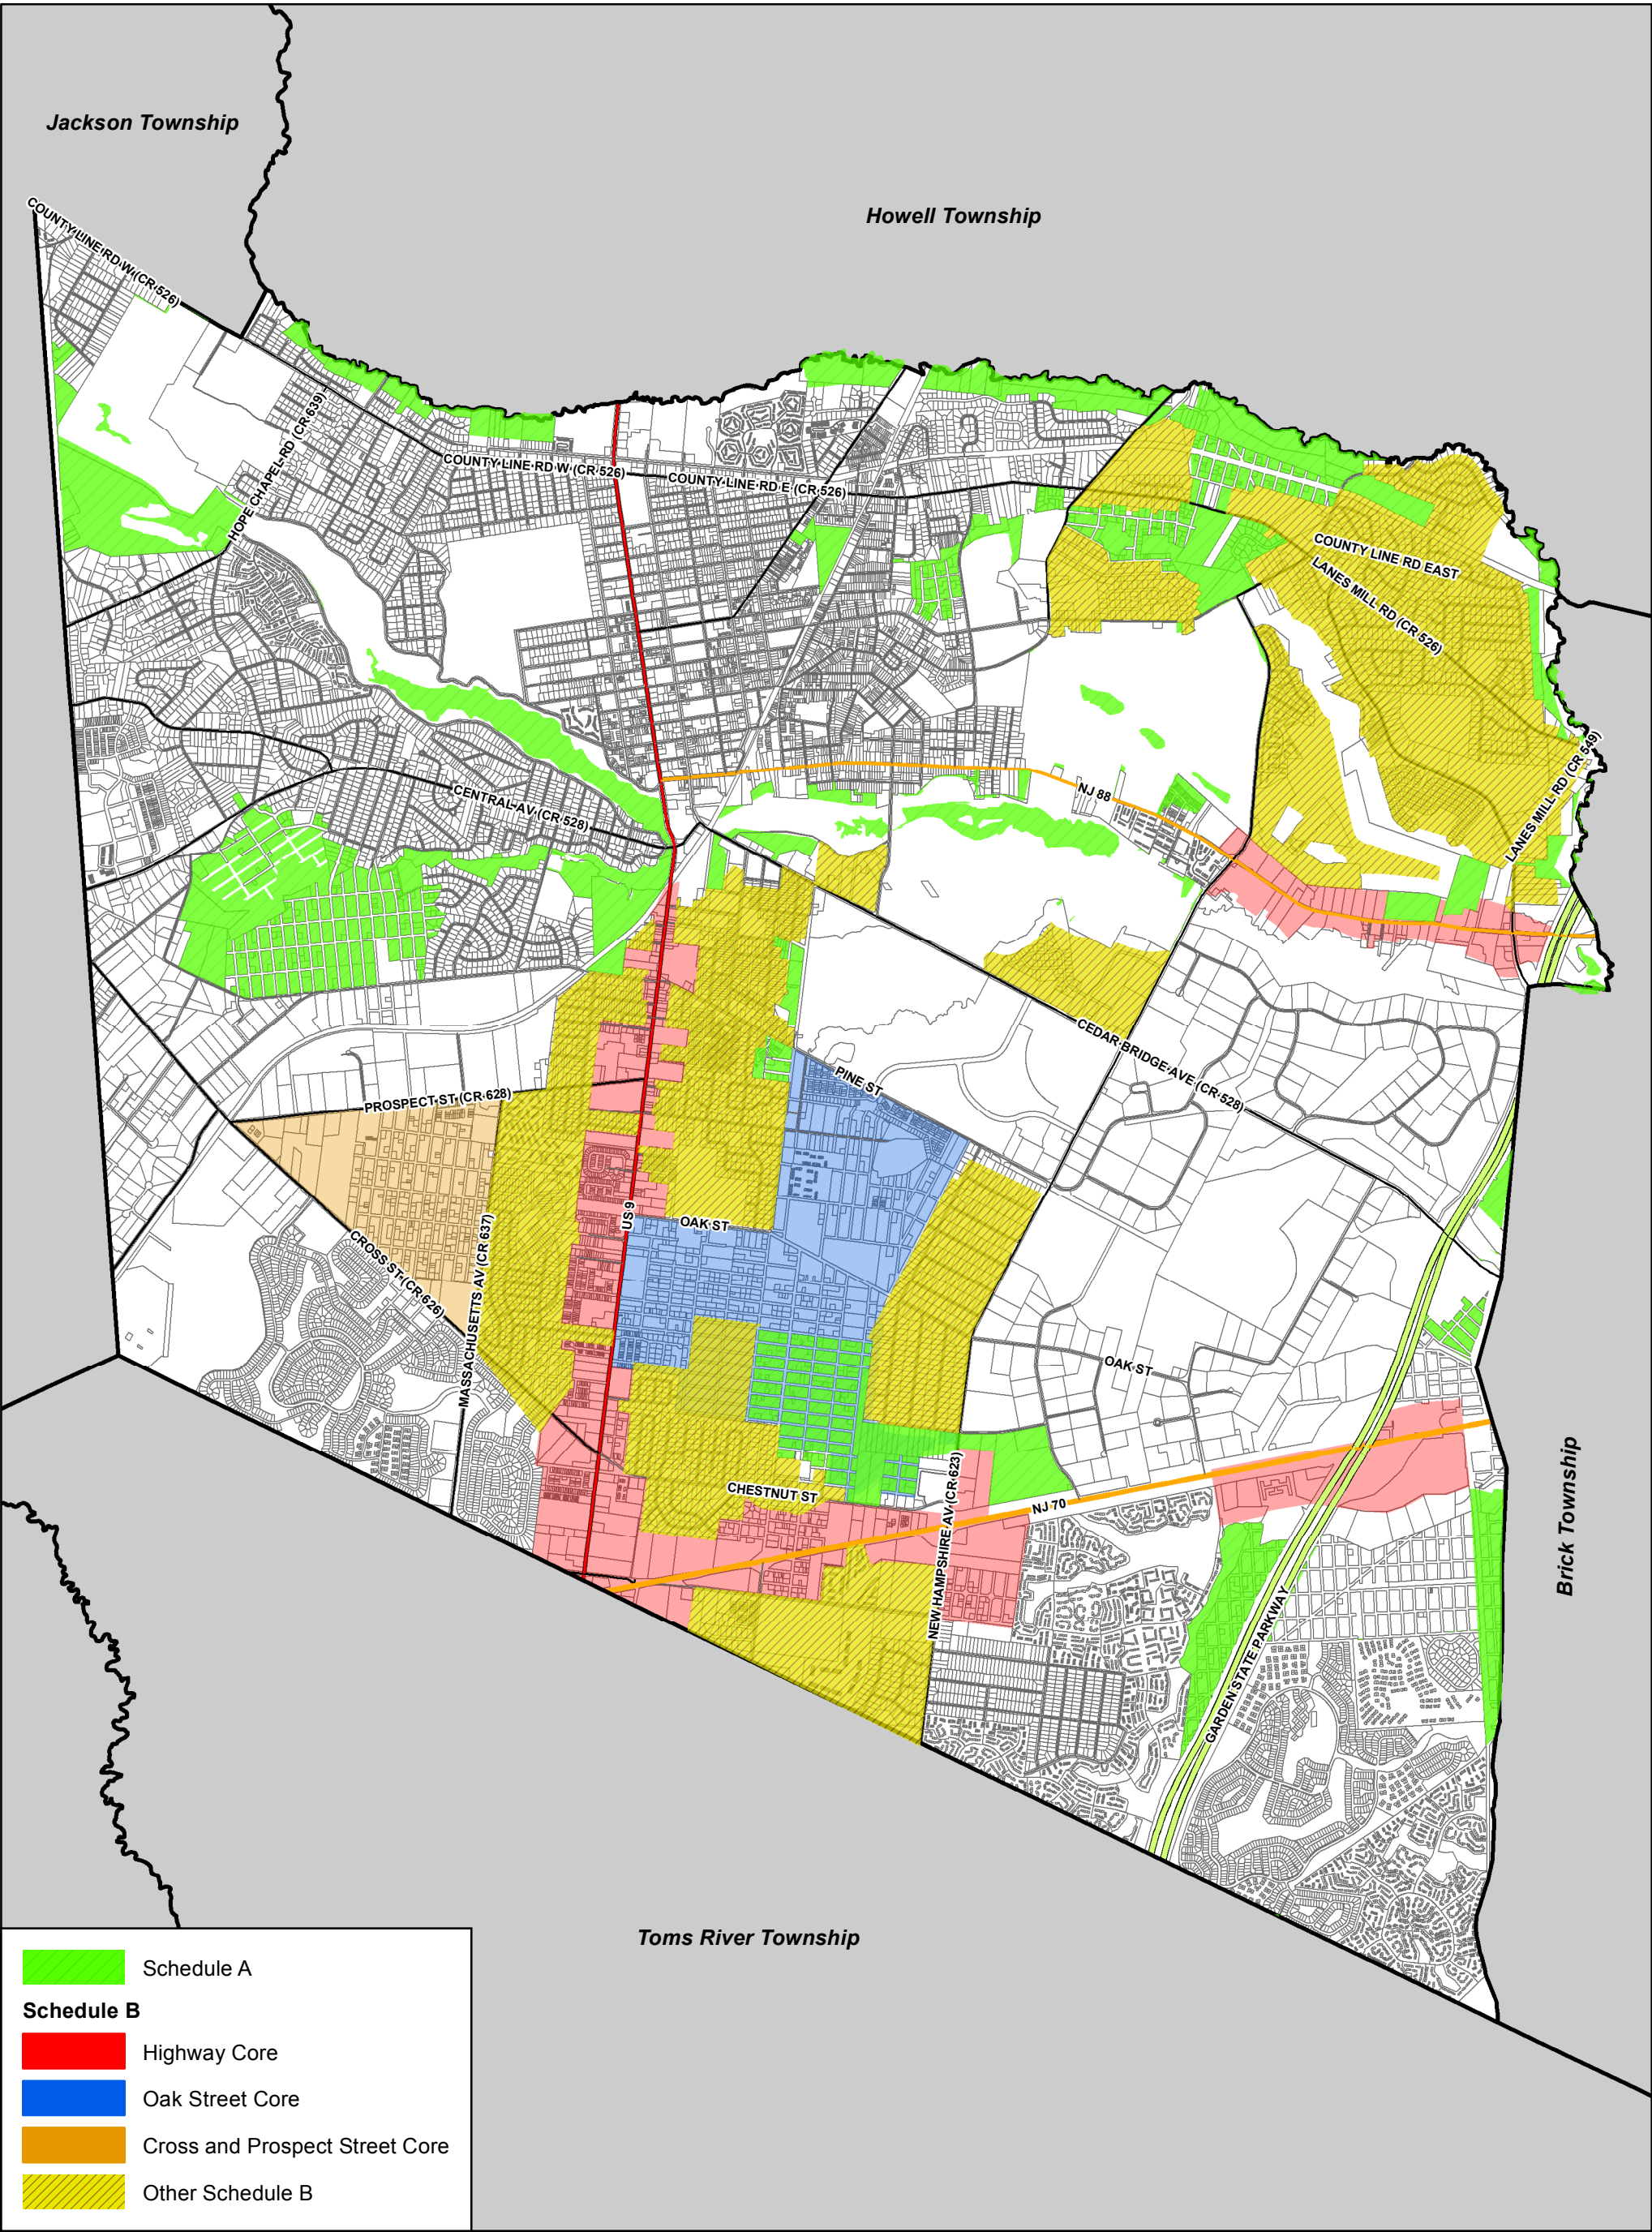 Jackson Township
Howell Township
COUNTY LINE RD W (CR 526)
HOPE CHAPEL RD (CR 639)
COUNTY LINE RD W (CR 526)
COUNTY LINE RD E (CR 526)
COUNTY LINE RD EAST
LANES MILL RD (CR 526)
LANES MILL RD (CR 549)
NJ 88
CENTRAL AV (CR 528)
CEDAR BRIDGE AVE (CR 528)
PINE ST
PROSPECT ST (CR 628)
US 9
OAK ST
CROSS ST (CR 626)
MASSACHUSETTS AV (CR 637)
OAK ST
CHESTNUT ST
NEW HAMPSHIRE AV (CR 623)
NJ 70
GARDEN STATE PARKWAY
Brick Township
Toms River Township
Schedule A
Schedule B
Highway Core
Oak Street Core
Cross and Prospect Street Core
Other Schedule B